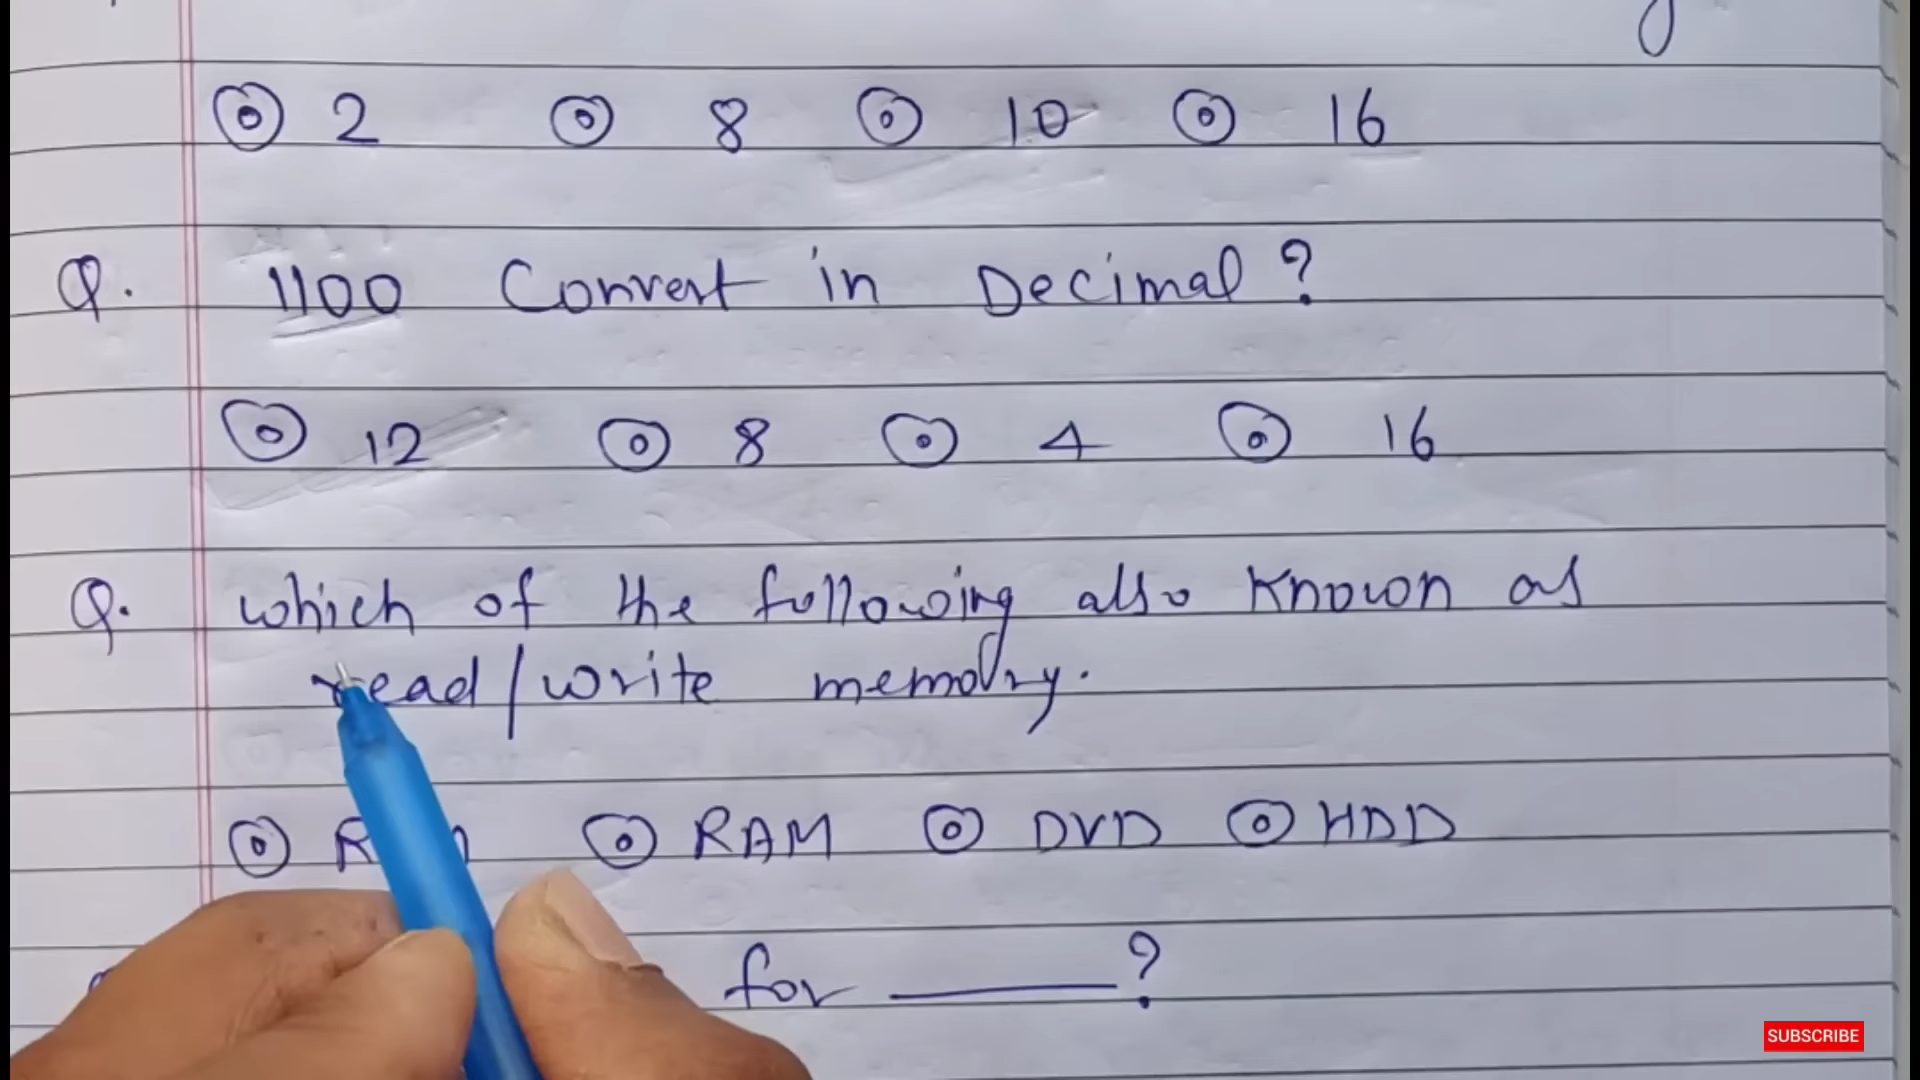 ⊙ 2 ⊙ 8 ⊙ 10 ⊙ 16
Q. 1100 Convert in Decimal?
⊙ 12 ⊙ 8 ⊙ 4 ⊙ 16
Q. which of the following also known as
read/write memory.
⊙ ⊙ RAM ⊙ DVD ⊙ HDD
for ______?
SUBSCRIBE